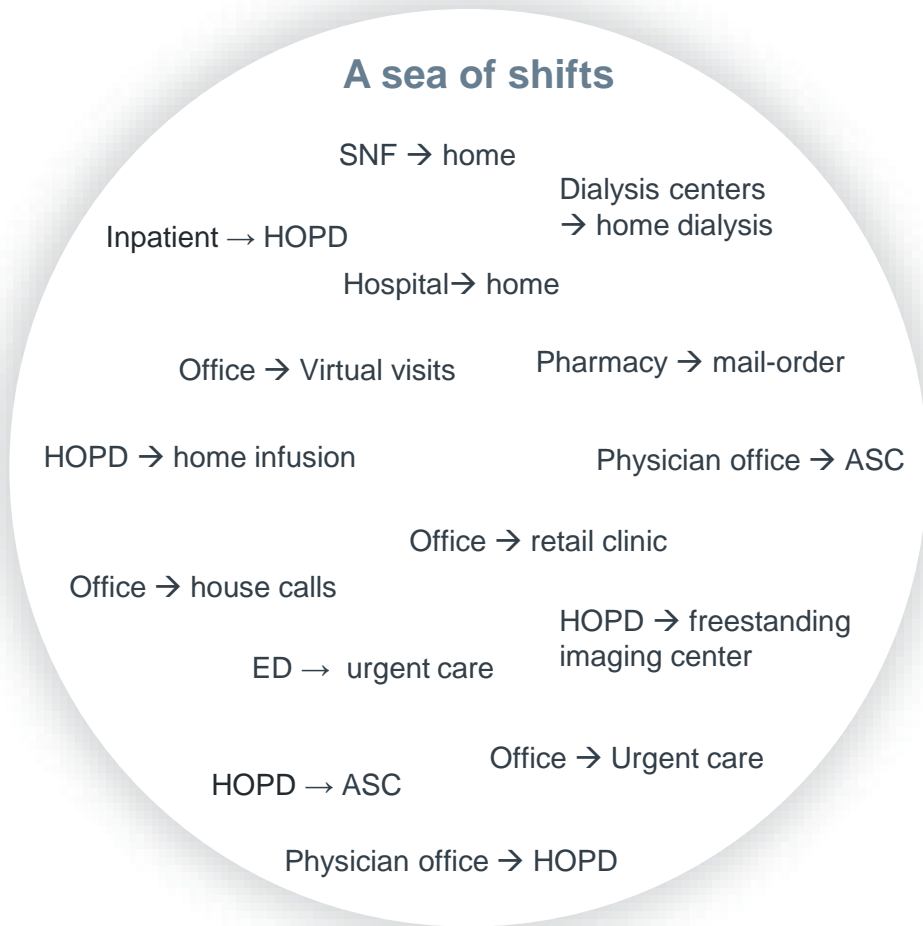 A sea of shifts
SNF → home
Dialysis centers
→ home dialysis
Inpatient → HOPD
Hospital→ home
Office → Virtual visits
Pharmacy → mail-order
HOPD → home infusion
Physician office → ASC
Office → retail clinic
Office → house calls
HOPD → freestanding
imaging center
ED → urgent care
Office → Urgent care
HOPD → ASC
Physician office → HOPD